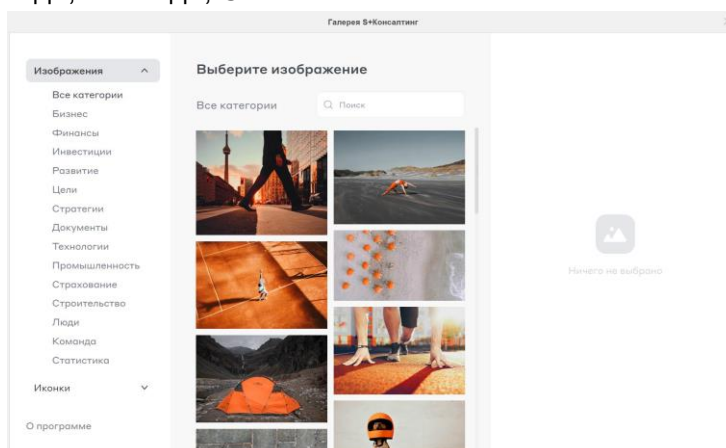 Галерея S+Консалтинг
Изображения
Все категории
Бизнес
Финансы
Инвестиции
Развитие
Цели
Стратегии
Документы
Технологии
Промышленность
Страхование
Строительство
Люди
Команда
Статистика
Иконки
О программе
Выберите изображение
Все категории
Поиск
Ничего не выбрано